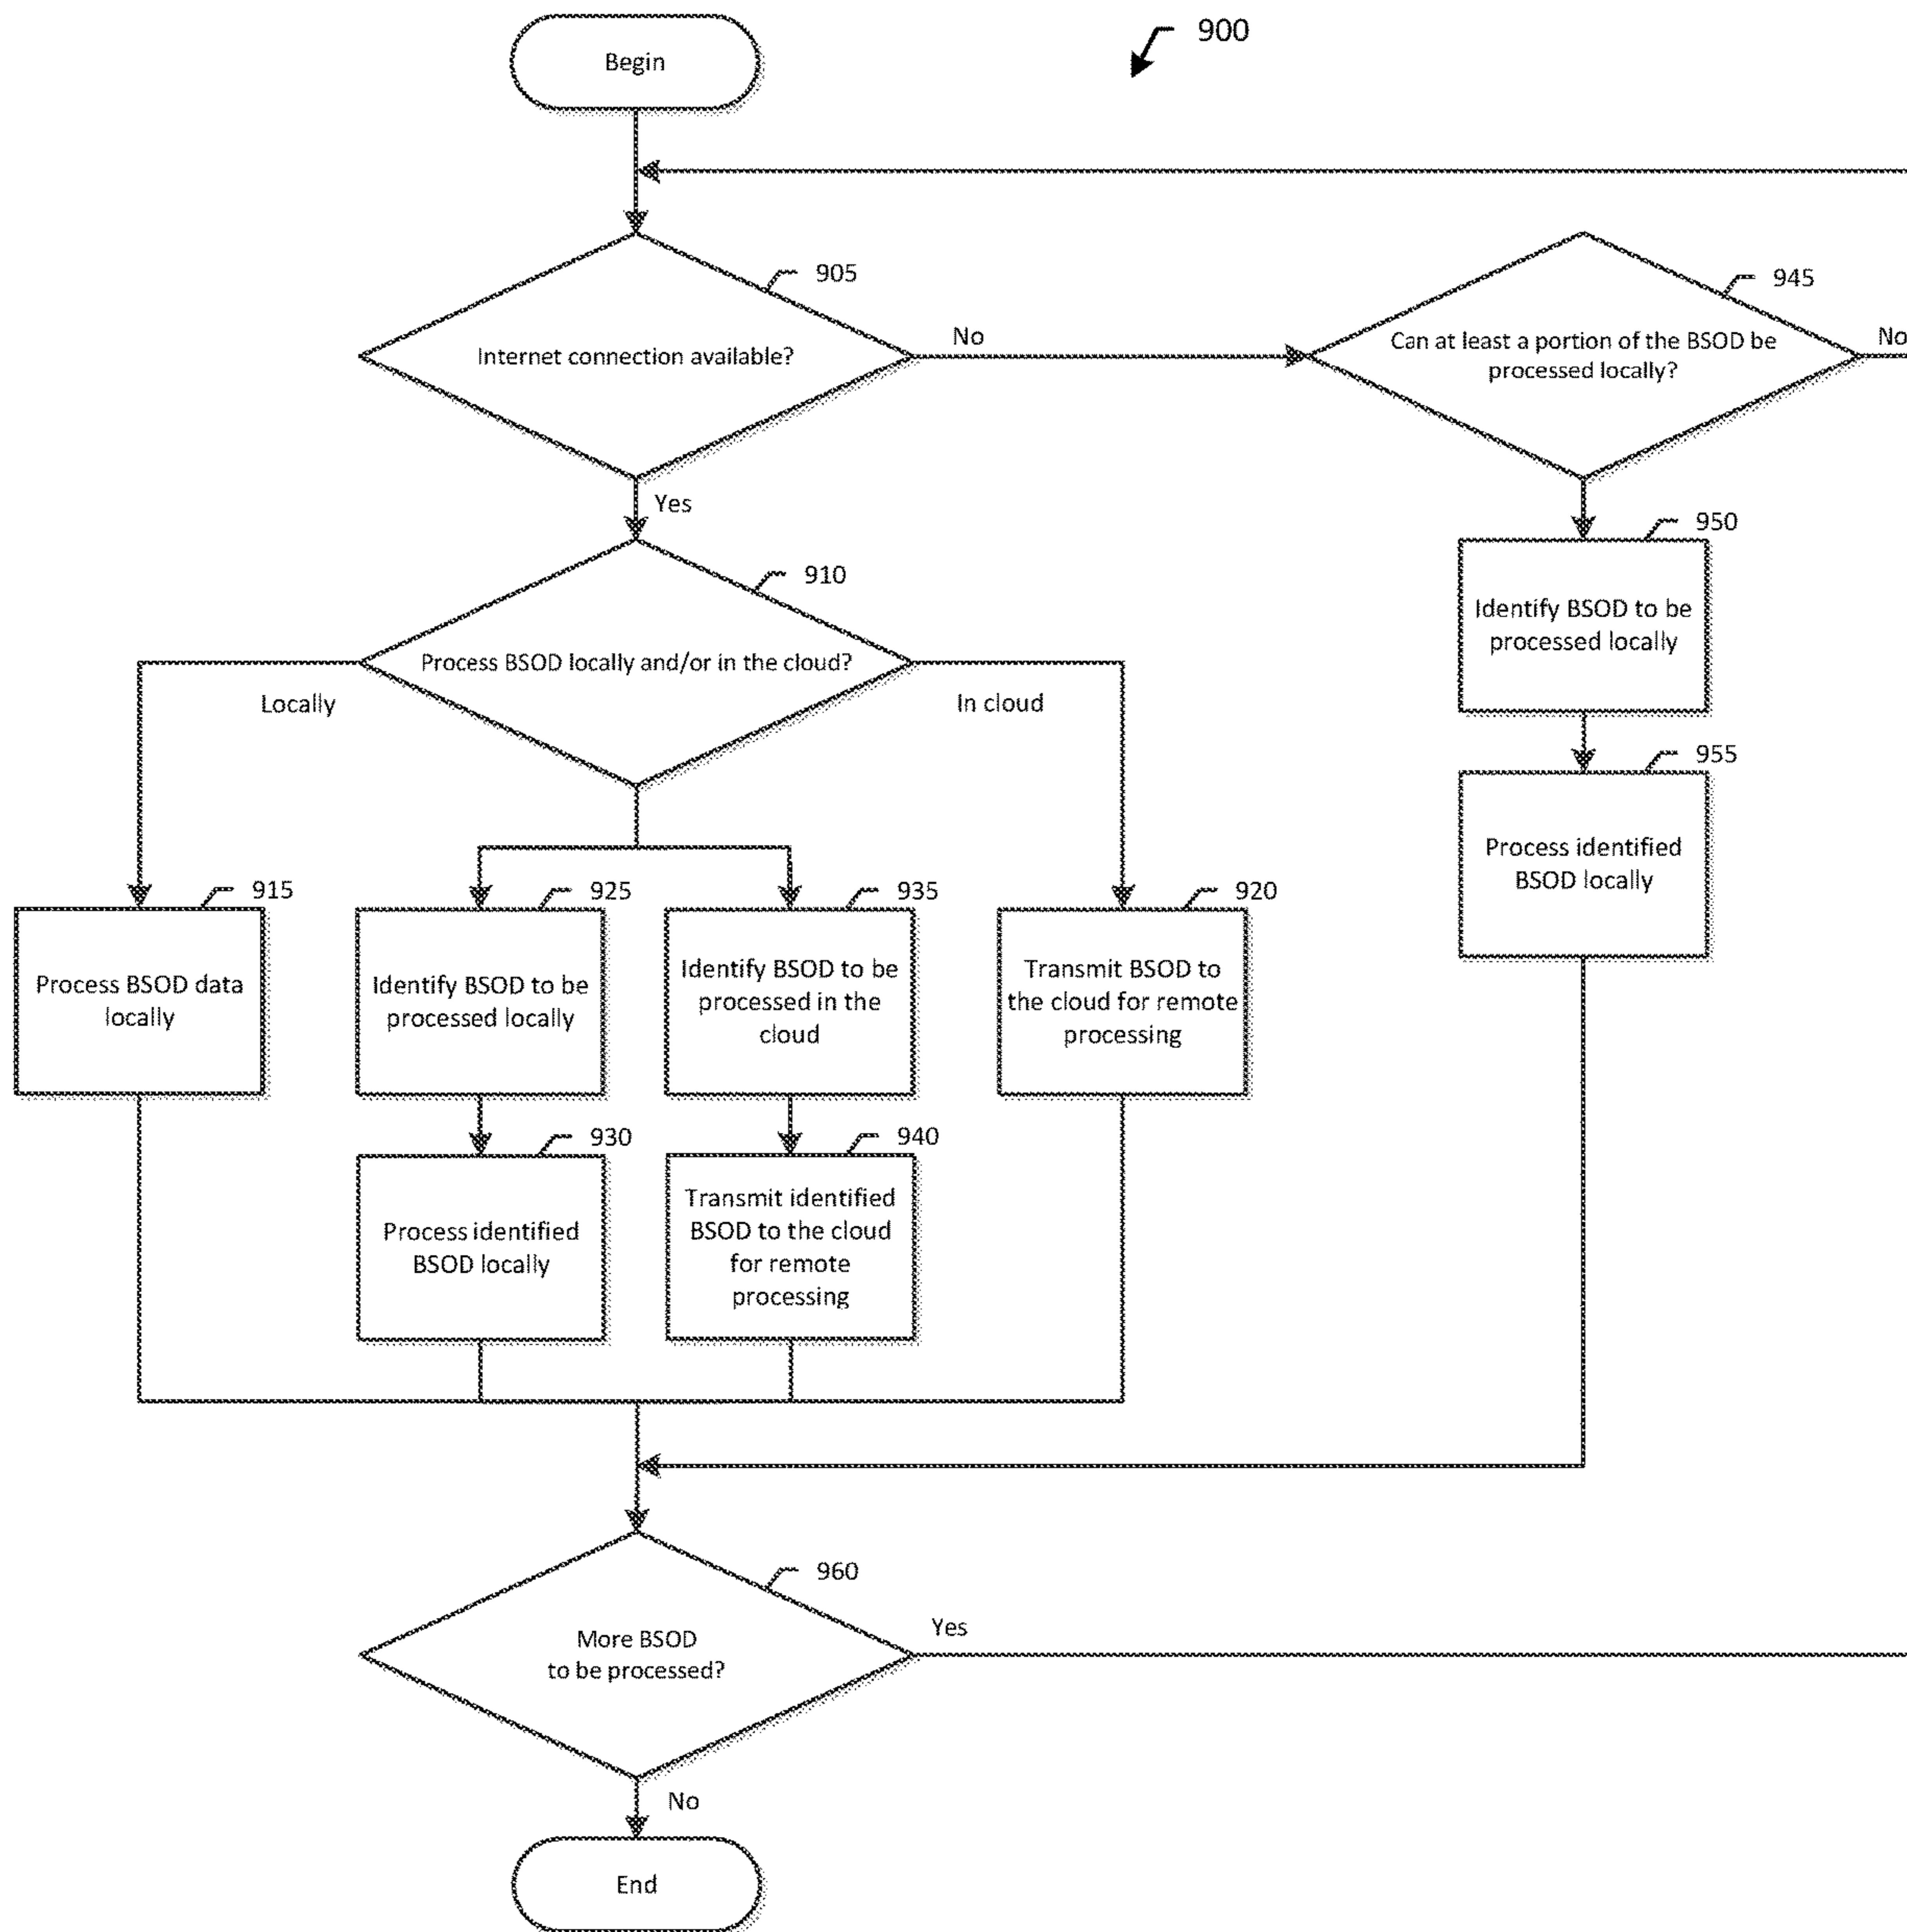 Begin
900
905
Internet connection available?
No
945
Can at least a portion of the BSOD be
processed locally?
No
Yes
910
Process BSOD locally and/or in the cloud?
Locally
In cloud
950
Identify BSOD to be
processed locally
955
Process identified
BSOD locally
915
Process BSOD data
locally
925
Identify BSOD to be
processed locally
935
Identify BSOD to be
processed in the
cloud
920
Transmit BSOD to
the cloud for remote
processing
930
Process identified
BSOD locally
940
Transmit identified
BSOD to the cloud
for remote
processing
960
More BSOD
to be processed?
Yes
No
End